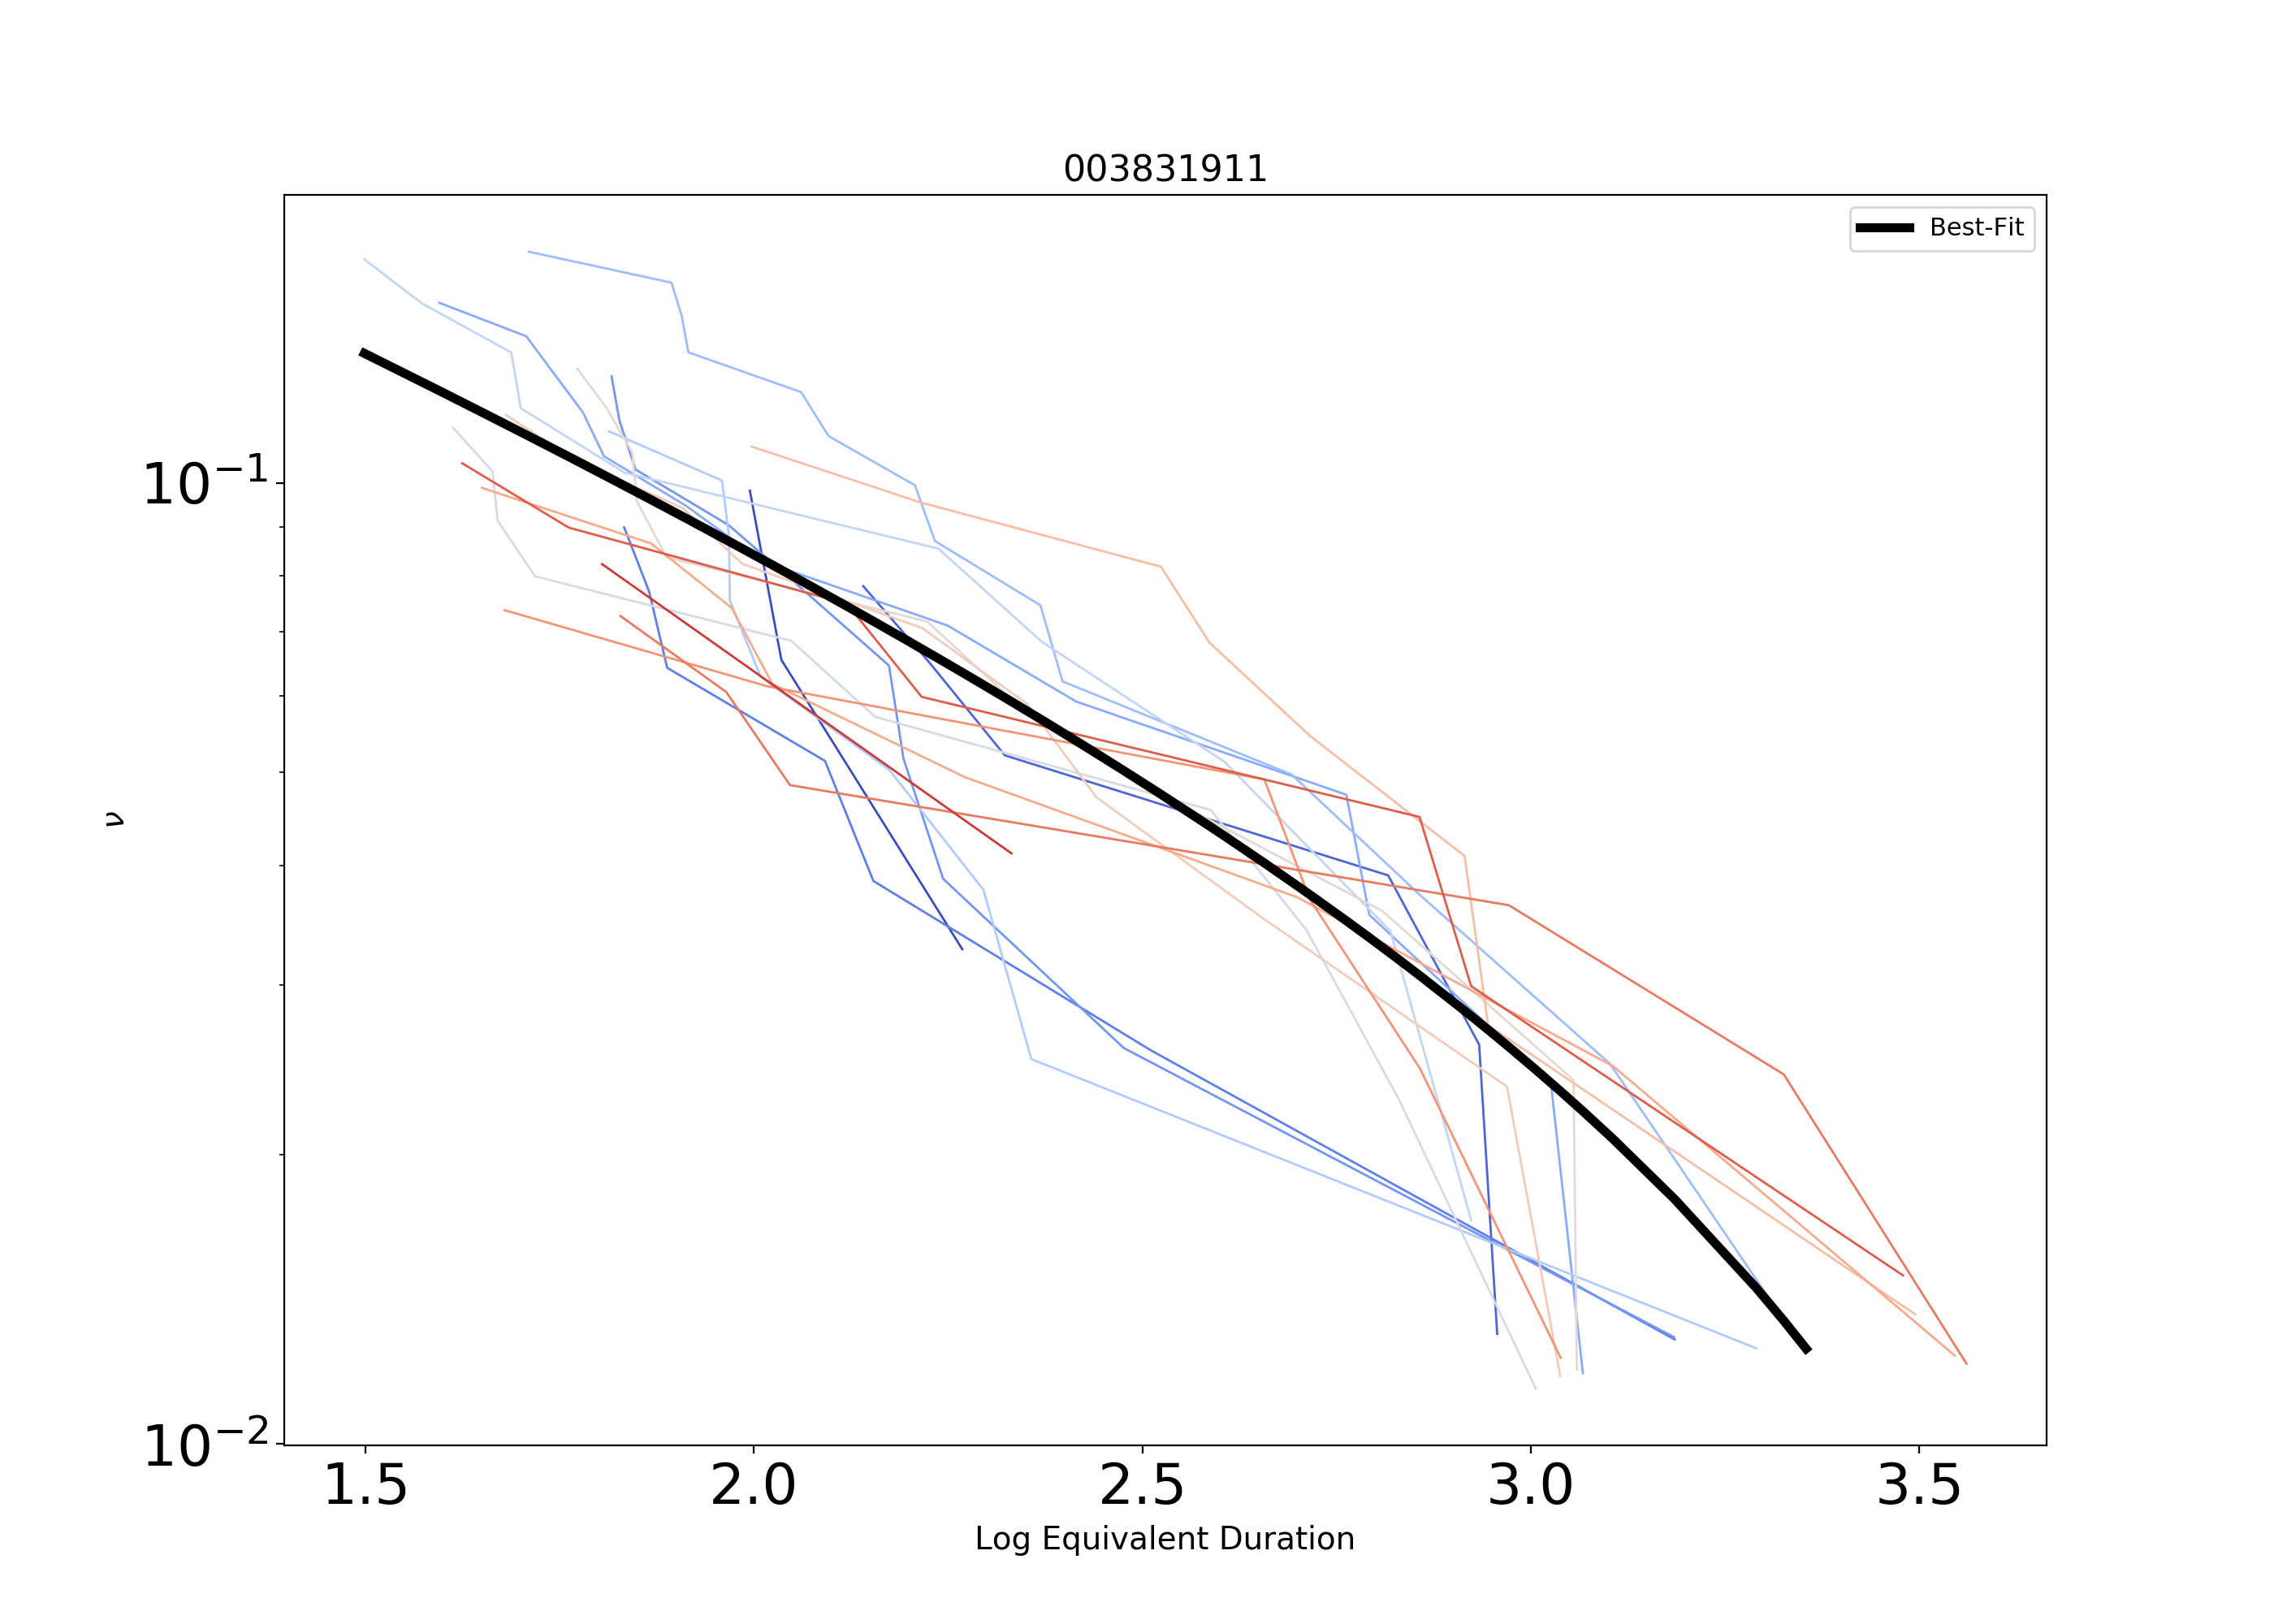 003831911
Best-Fit
10⁻¹
ν
10⁻²
1.5 2.0 2.5 3.0 3.5
Log Equivalent Duration